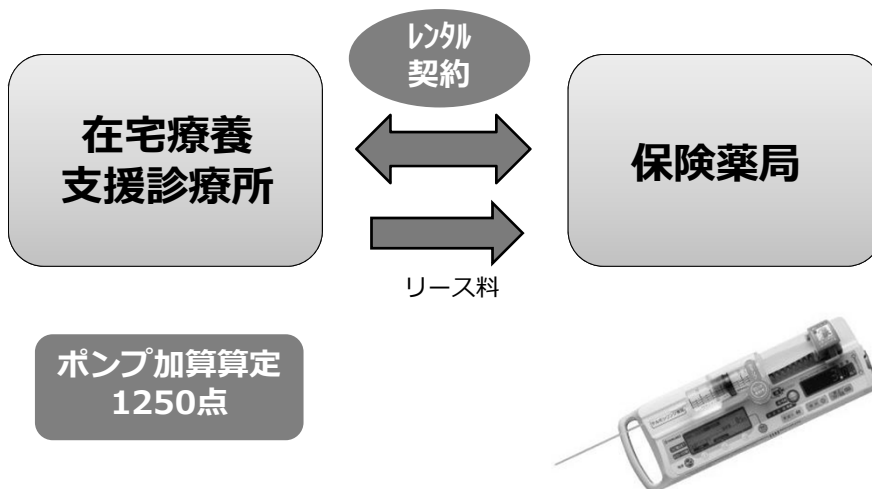 レンタル
契約
在宅療養
支援診療所
保険薬局
リース料
ポンプ加算算定
1250点